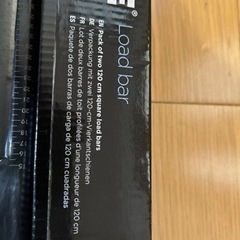 Load bar
EN Pack of two 120 cm square load bars
DE Verpackung mit zwei 120-cm-Vierkantschienen
FR Lot de deux barres de toit profilées d'une
longueur de 120 cm
ES Paquete de dos barras de
carga de 120 cm
cuadradas